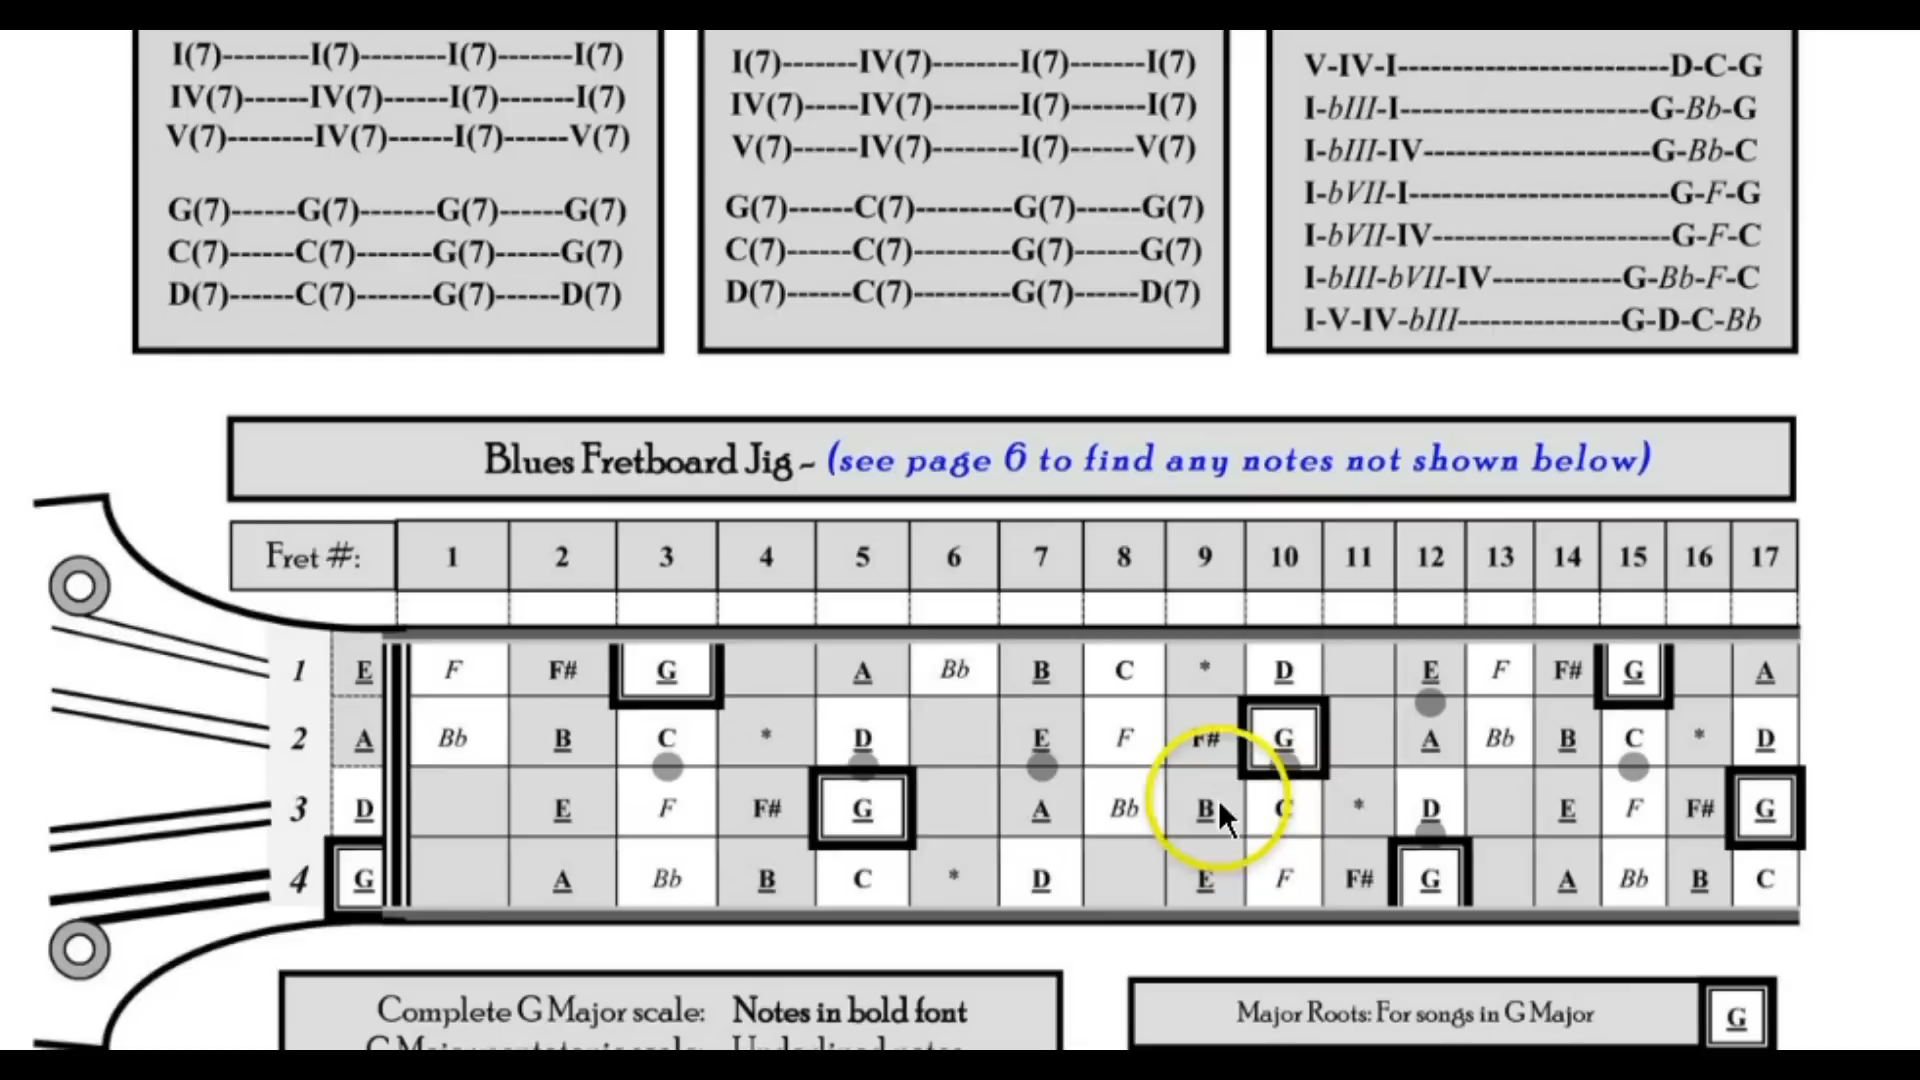 I(7)--------I(7)--------I(7)-------I(7)
IV(7)------IV(7)------I(7)-------I(7)
V(7)--------IV(7)------I(7)------V(7)
G(7)------G(7)-------G(7)------G(7)
C(7)------C(7)-------G(7)------G(7)
D(7)------C(7)-------G(7)------D(7)
I(7)-------IV(7)--------I(7)-------I(7)
IV(7)-----IV(7)--------I(7)-------I(7)
V(7)------IV(7)--------I(7)-----V(7)
G(7)------C(7)---------G(7)------G(7)
C(7)------C(7)---------G(7)------G(7)
D(7)------C(7)---------G(7)-----D(7)
V-IV-I-------------------------D-C-G
I-bIII-I-----------------------G-Bb-G
I-bIII-IV---------------------G-Bb-C
I-bVII-I------------------------G-F-G
I-bVII-IV----------------------G-F-C
I-bIII-bVII-IV------------G-Bb-F-C
I-V-IV-bIII---------------G-D-C-Bb
Blues Fretboard Jig ~ (see page 6 to find any notes not shown below)
Fret #: 1 2 3 4 5 6 7 8 9 10 11 12 13 14 15 16 17
1 E F F# G A Bb B C * D E F F# G A
2 A Bb B C * D E F F# G A Bb B C * D
3 D E F F# G A Bb B C * D E F F# G
4 G A Bb B C * D E F F# G A Bb B C
Complete G Major scale: Notes in bold font
G Major pentatonic scale: Underlined notes
Major Roots: For songs in G Major G